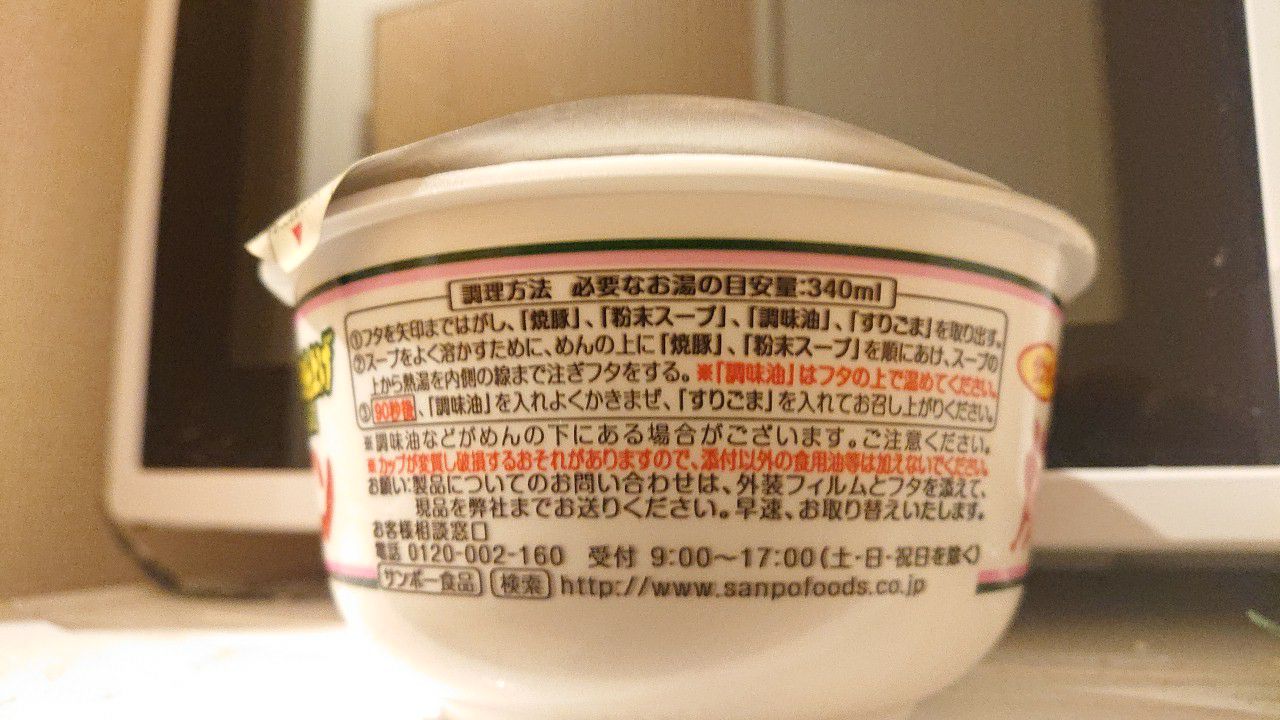 調理方法 必要なお湯の目安量:340ml
①フタを矢印まではがし、「焼豚」、「粉末スープ」、「調味油」、「すりごま」を取り出す。
②スープをよく溶かすために、めんの上に「焼豚」、「粉末スープ」を順にあけ、スープの
上から熱湯を内側の線まで注ぎフタをする。※「調味油」はフタの上で温めてください。
③90秒後、「調味油」を入れよくかきまぜ、「すりごま」を入れてお召し上がりください。
※調味油などがめんの下にある場合がございます。ご注意ください。
※カップが変質し破損するおそれがありますので、添付以外の食用油等は加えないでください。
お願い:製品についてのお問い合わせは、外装フィルムとフタを添えて、
現品を弊社までお送りください。早速、お取り替えいたします。
お客様相談窓口
電話 0120-002-160 受付 9:00～17:00(土・日・祝日を除く)
サンポー食品 検索 http://www.sanpofoods.co.jp